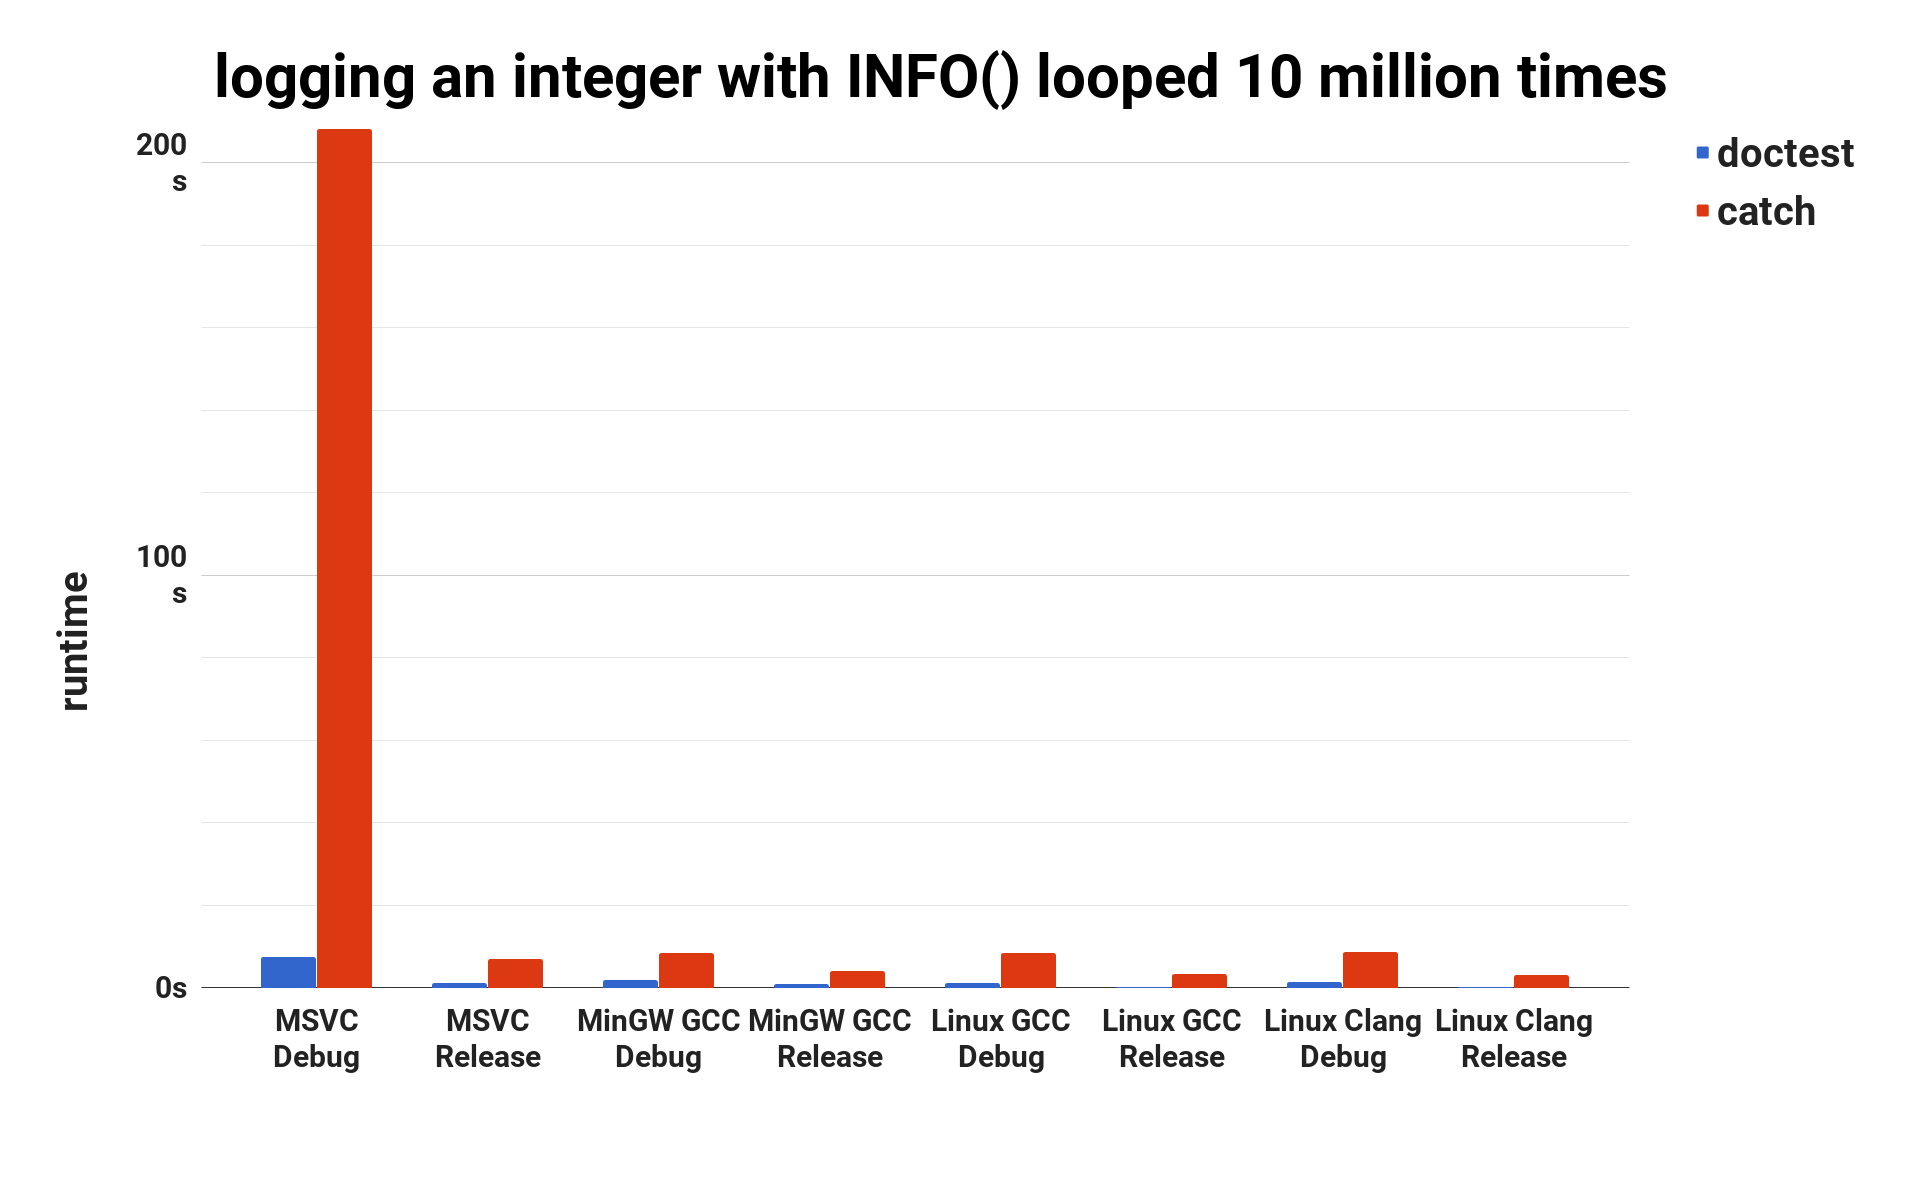 logging an integer with INFO() looped 10 million times
200
s
doctest
catch
100
s
runtime
0s
MSVC
Debug
MSVC
Release
MinGW GCC
Debug
MinGW GCC
Release
Linux GCC
Debug
Linux GCC
Release
Linux Clang
Debug
Linux Clang
Release